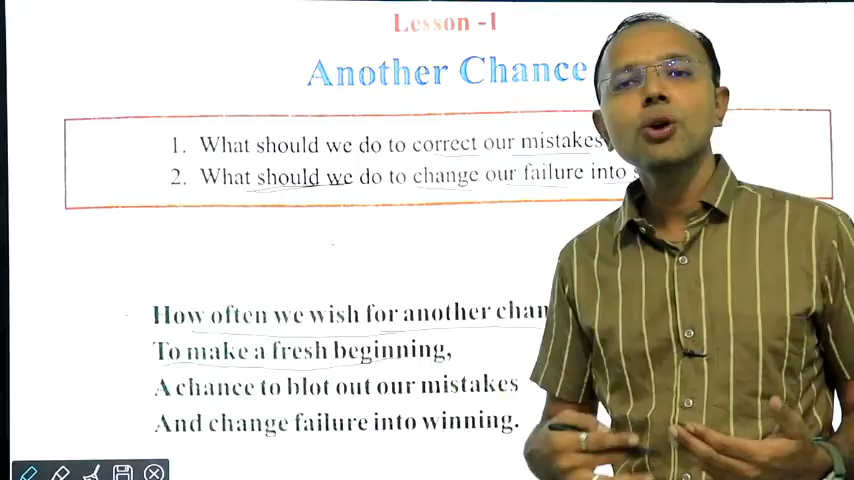 Lesson -1
Another Chance
1. What should we do to correct our mistakes
2. What should we do to change our failure into
How often we wish for another chan
To make a fresh beginning,
A chance to blot out our mistakes
And change failure into winning.